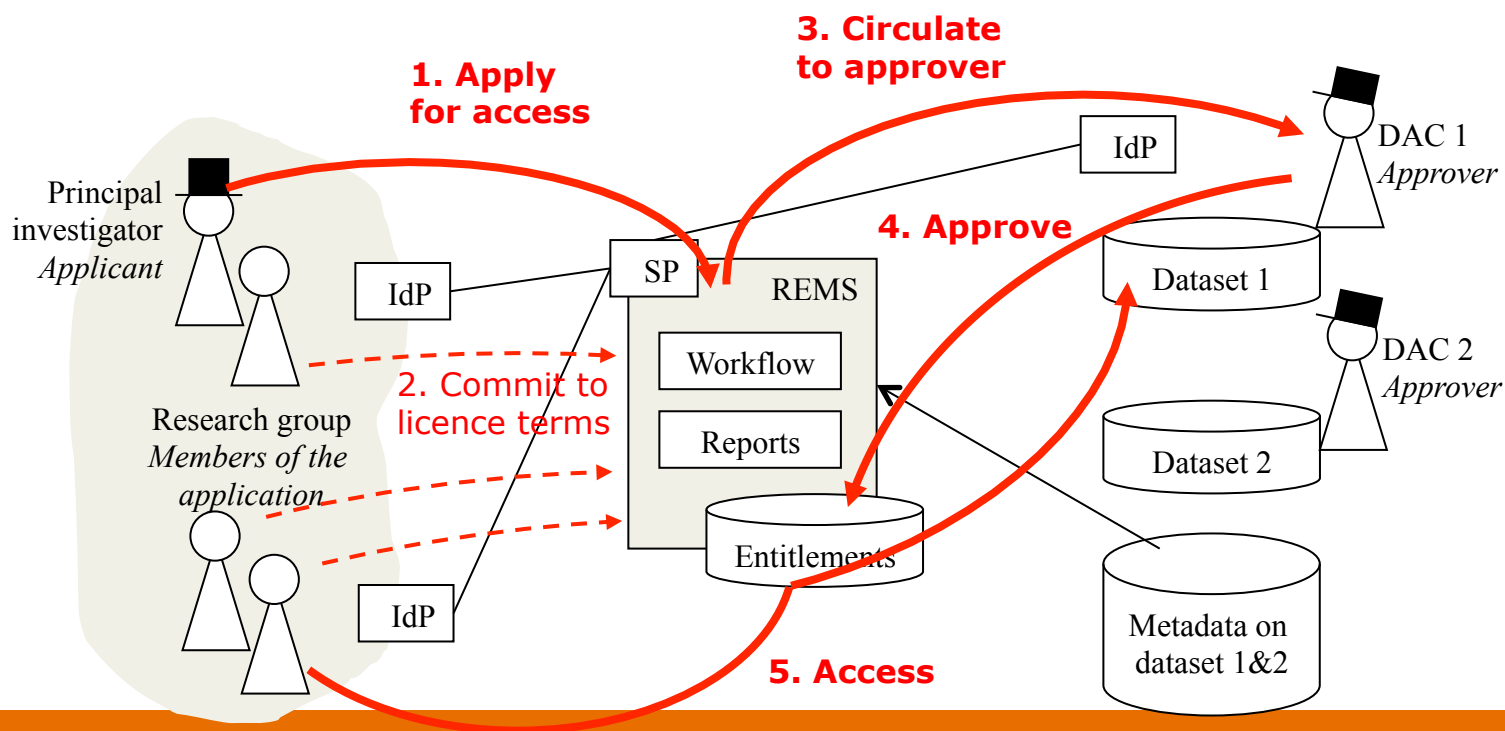 3. Circulate
to approver
1. Apply
for access
IdP
DAC 1
Approver
Principal
investigator
Applicant
4. Approve
SP
REMS
Dataset 1
IdP
Workflow
DAC 2
Approver
2. Commit to
licence terms
Research group
Members of the
application
Reports
Dataset 2
Entitlements
IdP
Metadata on
dataset 1&2
5. Access